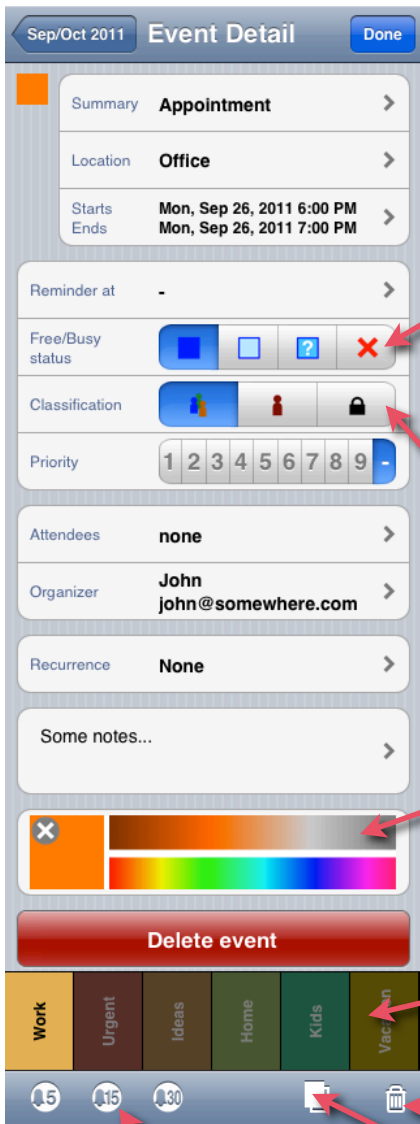 Sep/Oct 2011 Event Detail Done
Summary Appointment
Location Office
Starts Mon, Sep 26, 2011 6:00 PM
Ends Mon, Sep 26, 2011 7:00 PM
Reminder at -
Free/Busy
status
?
Classification
Priority 1 2 3 4 5 6 7 8 9 -
Attendees none
Organizer John
john@somewhere.com
Recurrence None
Some notes...
Delete event
Work
Urgent
Ideas
Home
Kids
Vacation
5 15 30